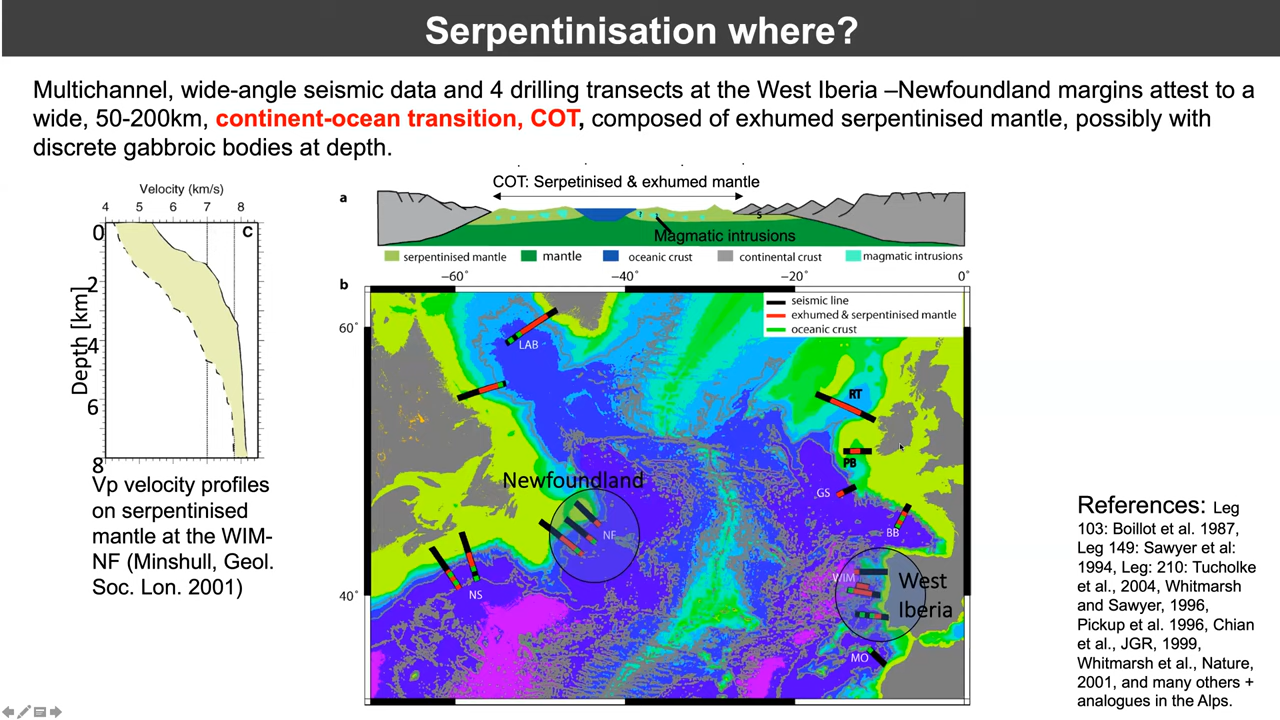 Serpentinisation where?
Multichannel, wide-angle seismic data and 4 drilling transects at the West Iberia –Newfoundland margins attest to a
wide, 50-200km, continent-ocean transition, COT, composed of exhumed serpentinised mantle, possibly with
discrete gabbroic bodies at depth.
Velocity (km/s)
4 5 6 7 8
c
0
2
4
6
8
Depth [km]
Vp velocity profiles
on serpentinised
mantle at the WIM-
NF (Minshull, Geol.
Soc. Lon. 2001)
a
COT: Serpetinised & exhumed mantle
S
Magmatic intrusions
serpentinised mantle
mantle
oceanic crust
continental crust
magmatic intrusions
b
−60° −40° −20° 0°
60°
40°
seismic line
exhumed & serpentinised mantle
oceanic crust
LAB
RT
PB
GS
BB
Newfoundland
NF
NS
WIM
West
Iberia
MO
References: Leg
103: Boillot et al. 1987,
Leg 149: Sawyer et al:
1994, Leg: 210: Tucholke
et al., 2004, Whitmarsh
and Sawyer, 1996,
Pickup et al. 1996, Chian
et al., JGR, 1999,
Whitmarsh et al., Nature,
2001, and many others +
analogues in the Alps.